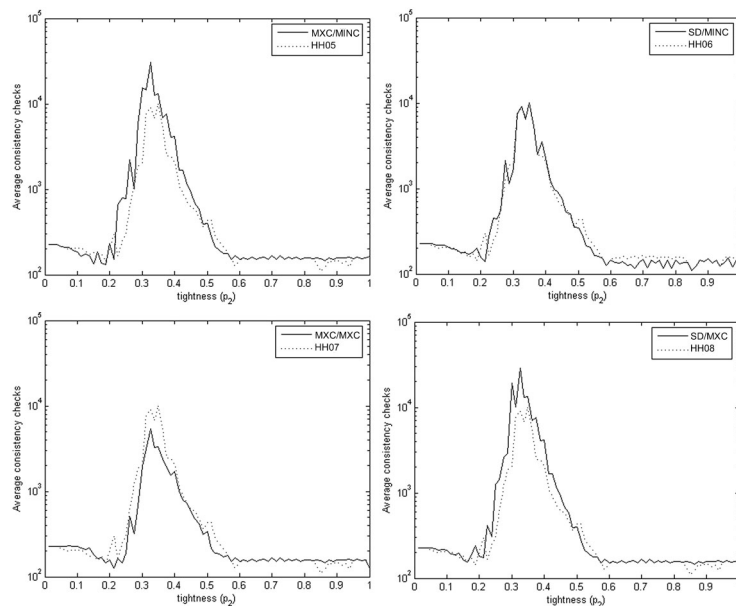 10^5
MXC/MINC
HH05
10^4
Average consistency checks
10^3
10^2
0 0.1 0.2 0.3 0.4 0.5 0.6 0.7 0.8 0.9 1
tightness (p_2)
10^5
SD/MINC
HH06
10^4
Average consistency checks
10^3
10^2
0 0.1 0.2 0.3 0.4 0.5 0.6 0.7 0.8 0.9
tightness (p_2)
10^5
MXC/MXC
HH07
10^4
Average consistency checks
10^3
10^2
0 0.1 0.2 0.3 0.4 0.5 0.6 0.7 0.8 0.9 1
tightness (p_2)
10^5
SD/MXC
HH08
10^4
Average consistency checks
10^3
10^2
0 0.1 0.2 0.3 0.4 0.5 0.6 0.7 0.8 0.9
tightness (p_2)